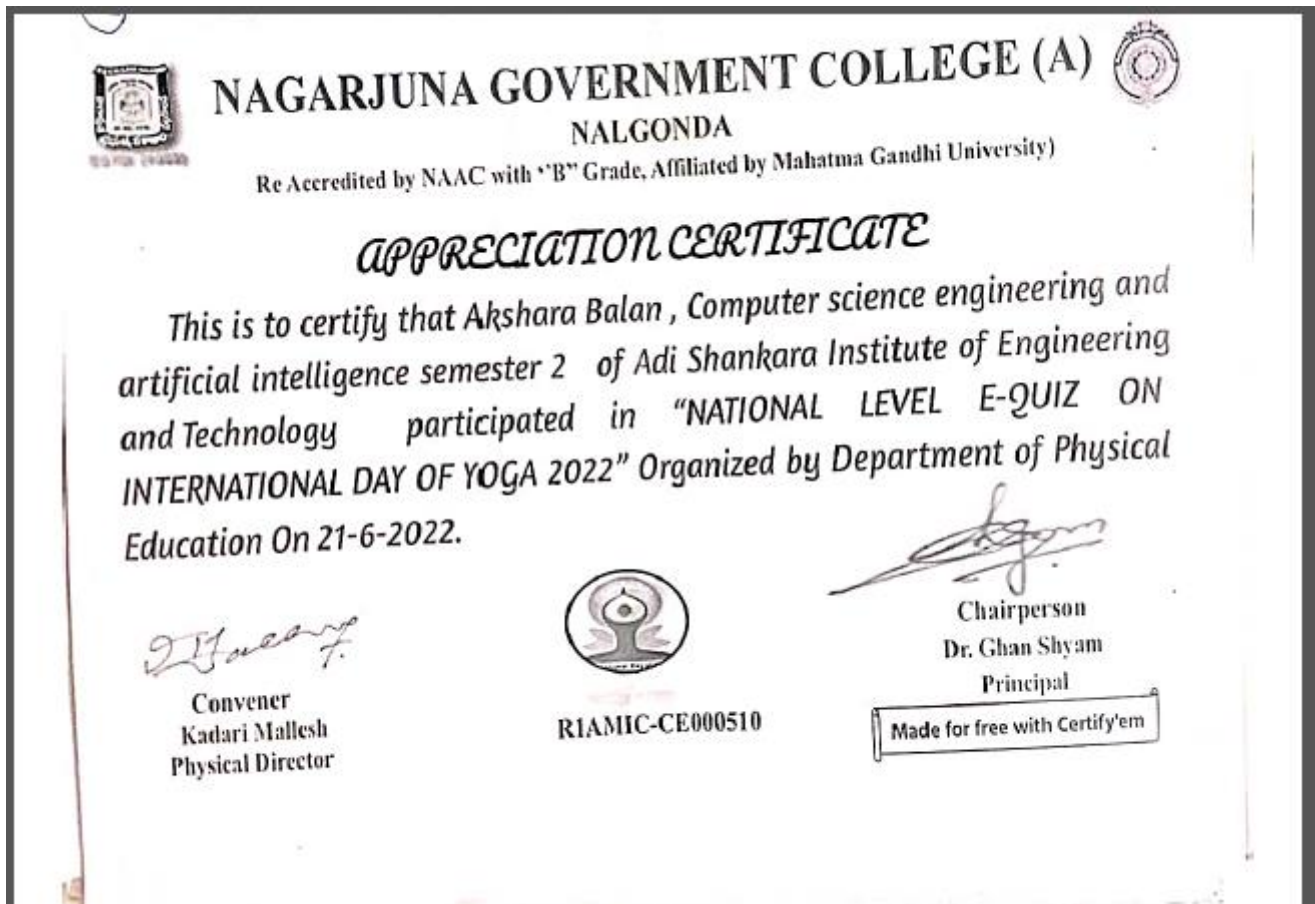 NAGARJUNA GOVERNMENT COLLEGE (A)
NALGONDA
Re Accredited by NAAC with “B” Grade, Affiliated by Mahatma Gandhi University)
APPRECIATION CERTIFICATE
This is to certify that Akshara Balan , Computer science engineering and
artificial intelligence semester 2 of Adi Shankara Institute of Engineering
and Technology participated in “NATIONAL LEVEL E-QUIZ ON
INTERNATIONAL DAY OF YOGA 2022” Organized by Department of Physical
Education On 21-6-2022.
Convener
Kadari Mallesh
Physical Director
R1AMIC-CE000510
Chairperson
Dr. Ghan Shyam
Principal
Made for free with Certify'em